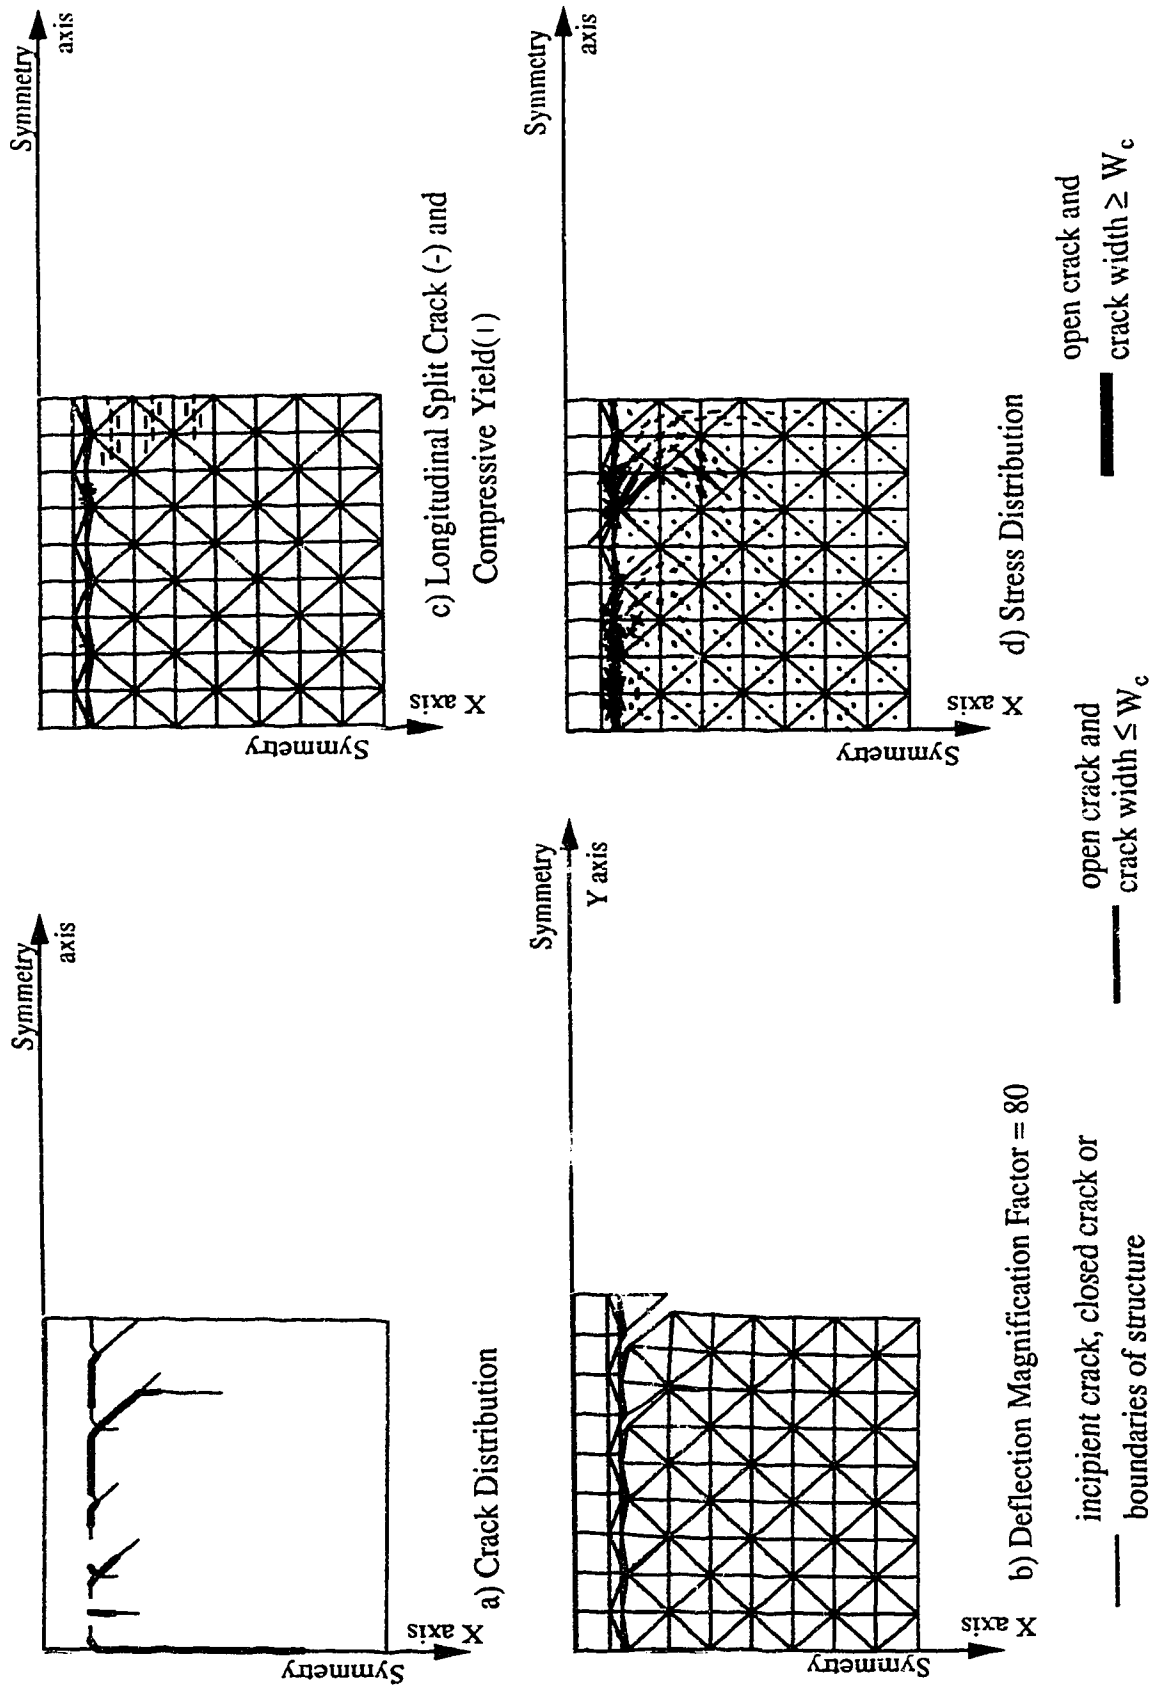 Symmetry
axis
Symmetry
X axis
a) Crack Distribution
Symmetry
Y axis
Symmetry
X axis
b) Deflection Magnification Factor = 80
Symmetry
axis
Symmetry
X axis
c) Longitudinal Split Crack (-) and
Compressive Yield(ı)
Symmetry
axis
Symmetry
X axis
d) Stress Distribution
incipient crack, closed crack or
boundaries of structure
open crack and
crack width ≤ Wc
open crack and
crack width ≥ Wc